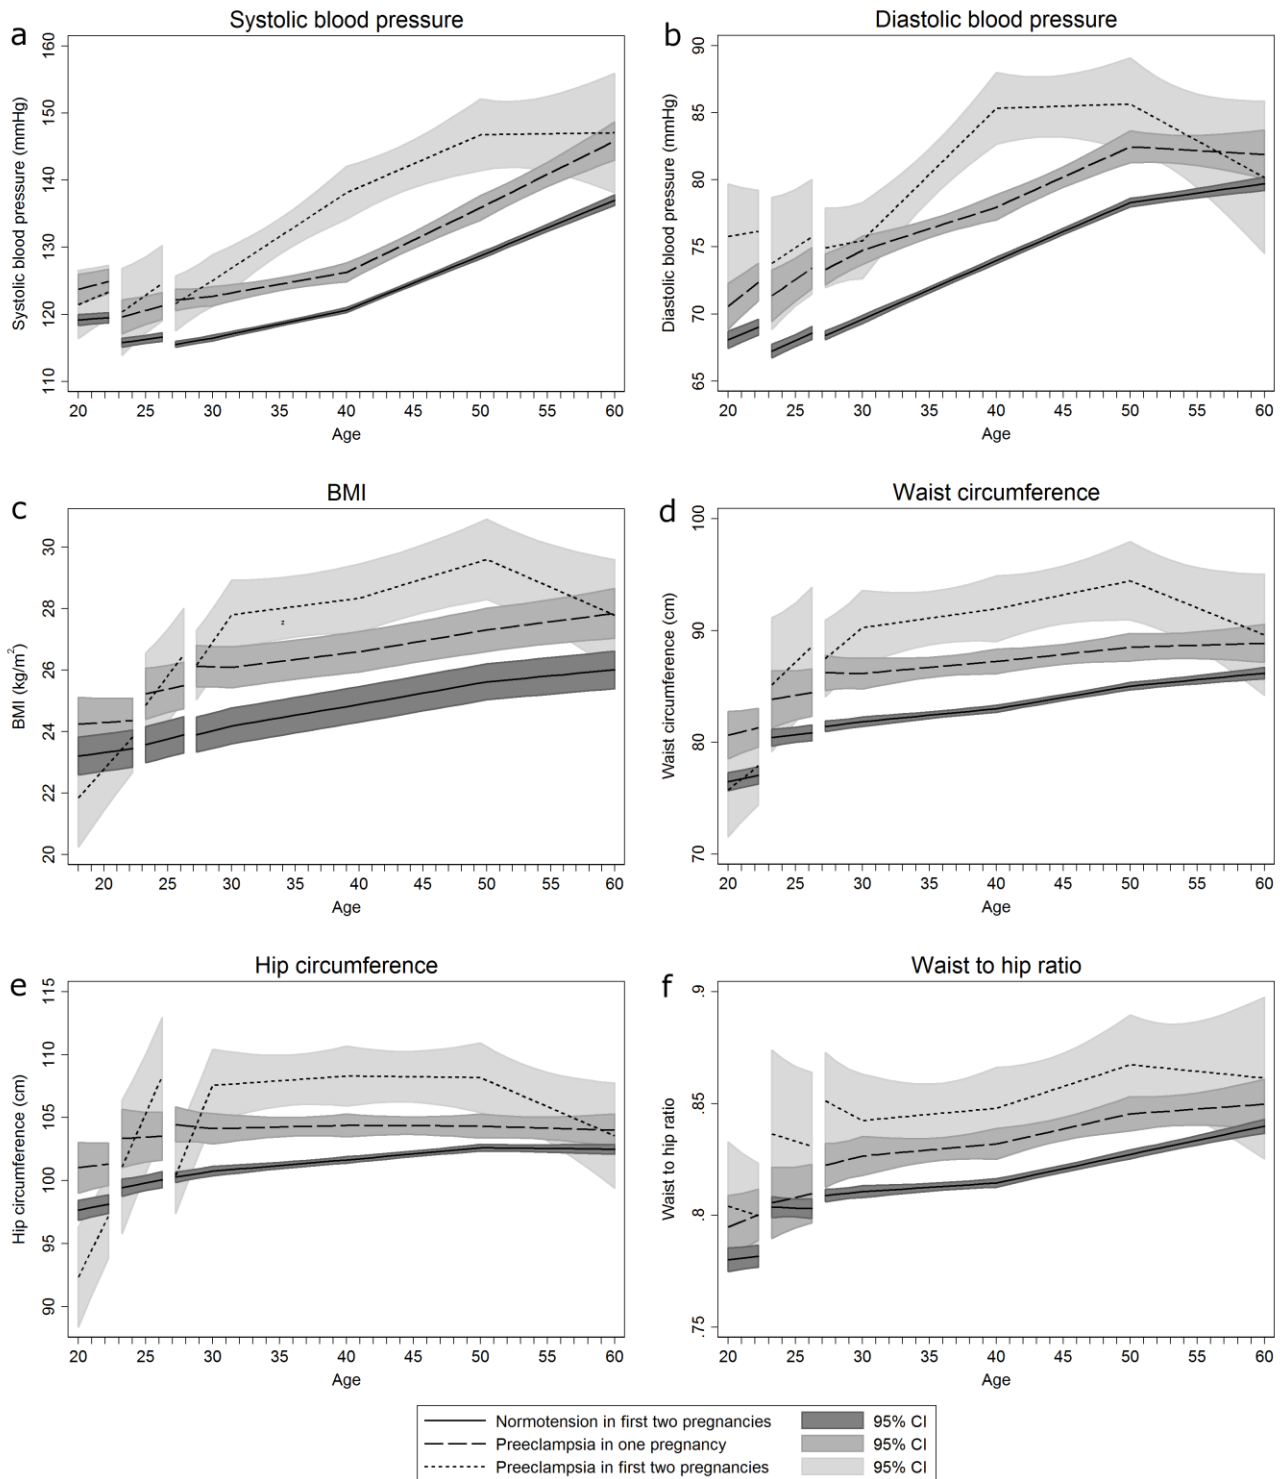 a
Systolic blood pressure
Systolic blood pressure (mmHg)
160
150
140
130
120
110
20 25 30 35 40 45 50 55 60
Age
b
Diastolic blood pressure
Diastolic blood pressure (mmHg)
90
85
80
75
70
65
20 25 30 35 40 45 50 55 60
Age
c
BMI
BMI (kg/m²)
30
28
26
24
22
20
z
20 25 30 35 40 45 50 55 60
Age
d
Waist circumference
Waist circumference (cm)
100
90
80
70
20 25 30 35 40 45 50 55 60
Age
e
Hip circumference
Hip circumference (cm)
115
110
105
100
95
90
20 25 30 35 40 45 50 55 60
Age
f
Waist to hip ratio
Waist to hip ratio
.9
.85
.8
.75
20 25 30 35 40 45 50 55 60
Age
Normotension in first two pregnancies 95% CI
Preeclampsia in one pregnancy 95% CI
Preeclampsia in first two pregnancies 95% CI